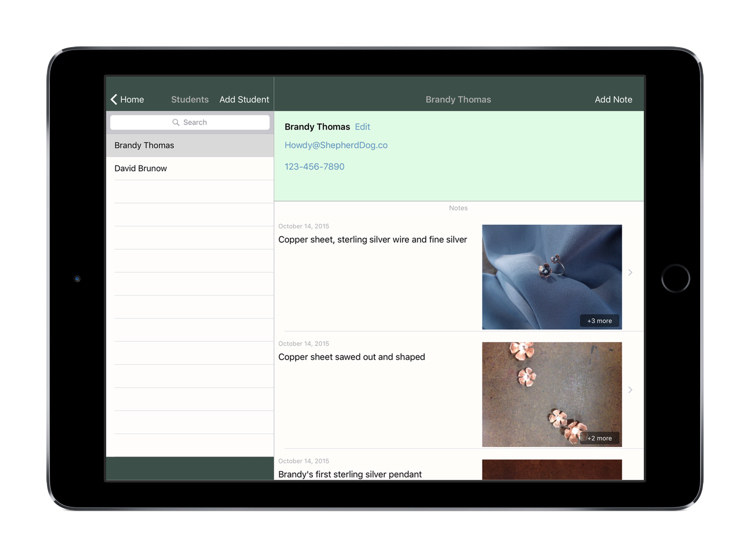 Home
Students
Add Student
Brandy Thomas
Add Note
Search
Brandy Thomas
David Brunow
Brandy Thomas Edit
Howdy@ShepherdDog.co
123-456-7890
Notes
October 14, 2015
Copper sheet, sterling silver wire and fine silver
+3 more
October 14, 2015
Copper sheet sawed out and shaped
+2 more
October 14, 2015
Brandy's first sterling silver pendant